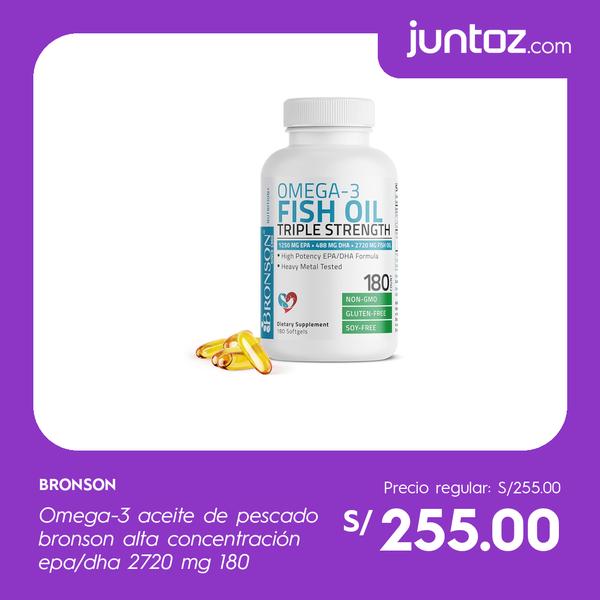 juntoz.com
OMEGA-3
FISH OIL
TRIPLE STRENGTH
1250 MG EPA • 488 MG DHA • 2720 MG FISH OIL
• High Potency EPA/DHA Formula
• Heavy Metal Tested
BRONSON
180
NON-GMO
GLUTEN-FREE
SOY-FREE
Dietary Supplement
180 Softgels
BRONSON
Precio regular: S/255.00
Omega-3 aceite de pescado
bronson alta concentración
epa/dha 2720 mg 180
S/ 255.00